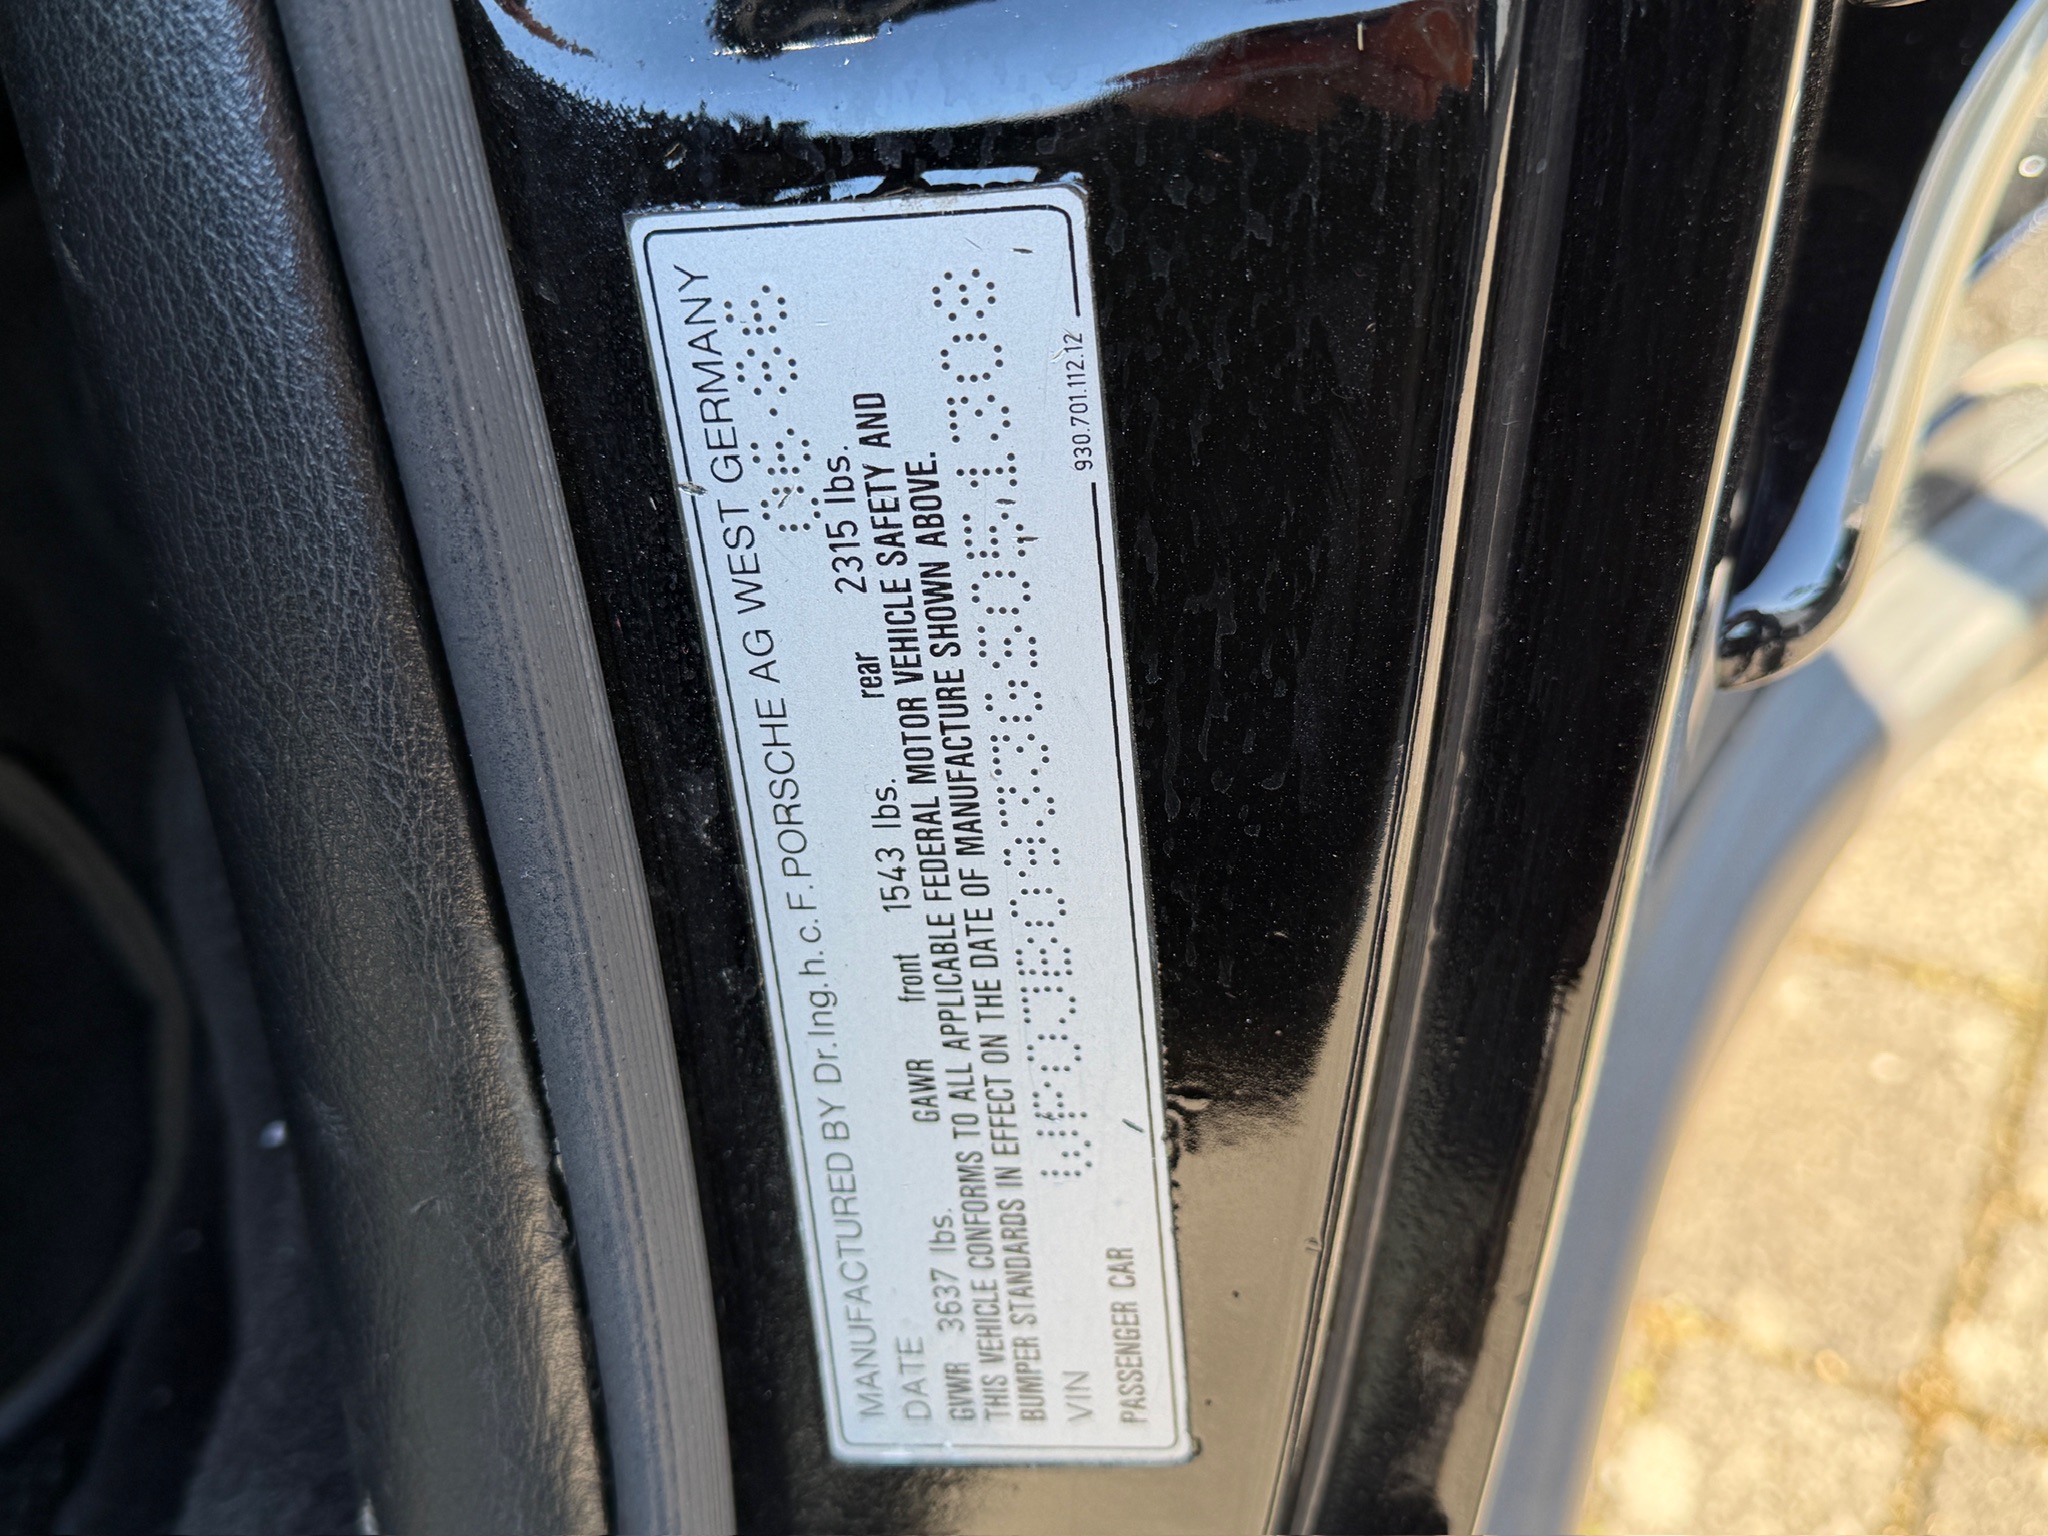 MANUFACTURED BY Dr.Ing.h.c.F.PORSCHE AG WEST GERMANY
DATE
GVWR 3637 lbs. GAWR front 1543 lbs. rear 2315 lbs.
THIS VEHICLE CONFORMS TO ALL APPLICABLE FEDERAL MOTOR VEHICLE SAFETY AND
BUMPER STANDARDS IN EFFECT ON THE DATE OF MANUFACTURE SHOWN ABOVE.
VIN WP0JB0933GS051308
PASSENGER CAR
930.701.112.12